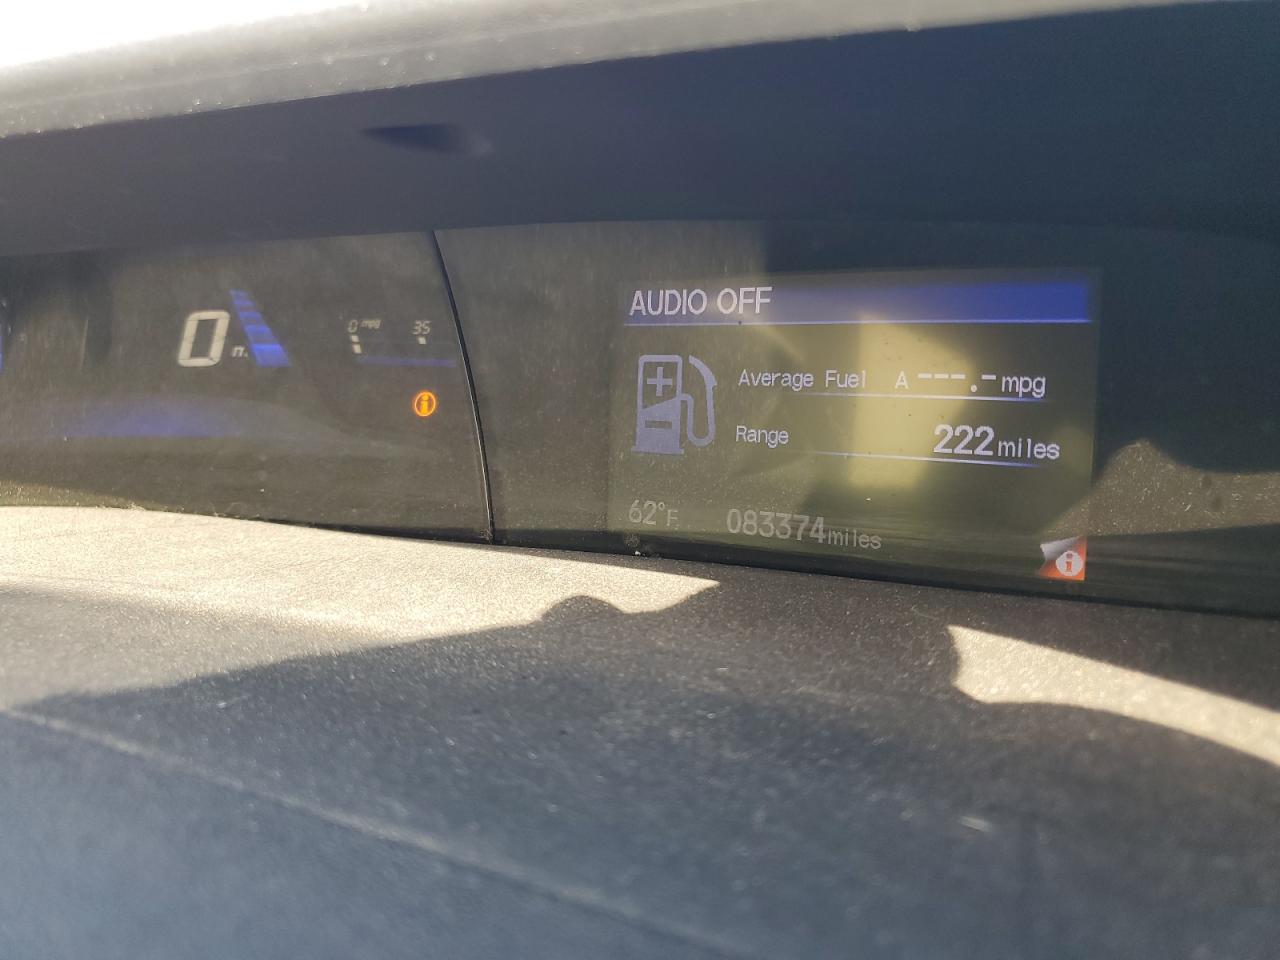 AUDIO OFF
0
0 mpg 35
Average Fuel A ---.- mpg
Range 222 miles
62°F 083374 miles